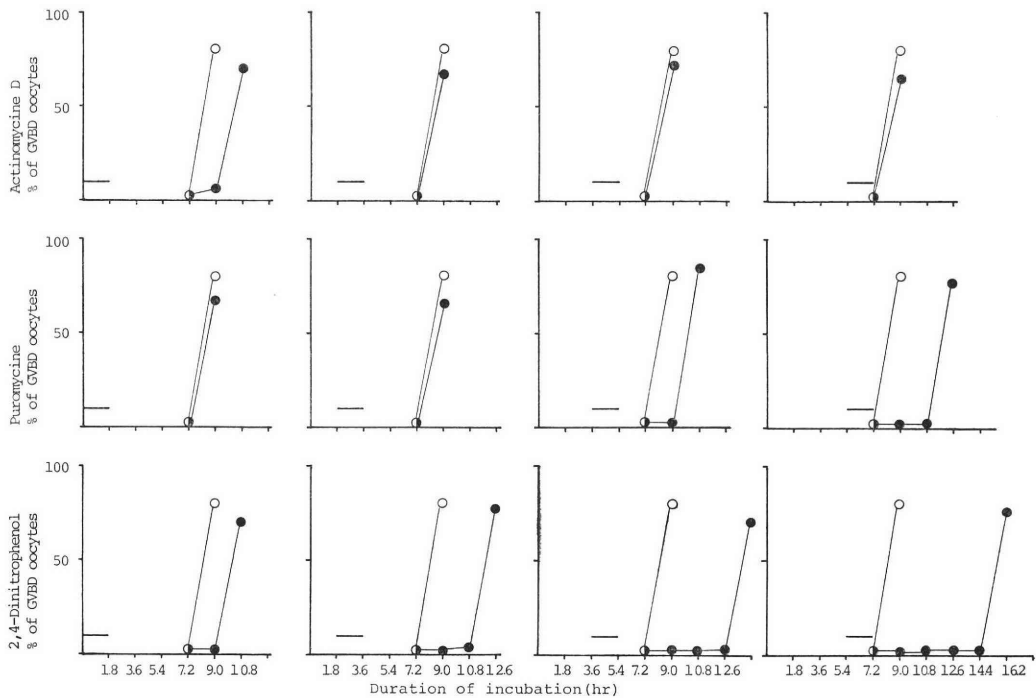 Actinomycine D
% of GVBD oocytes
100
50
Puromycine
% of GVBD oocytes
100
50
2,4-Dinitrophenol
% of GVBD oocytes
100
50
1.8 3.6 5.4 7.2 9.0 10.8
1.8 3.6 5.4 7.2 9.0 10.8 12.6
1.8 3.6 5.4 7.2 9.0 10.8 12.6
1.8 3.6 5.4 7.2 9.0 10.8 12.6 14.4 16.2
Duration of incubation(hr)